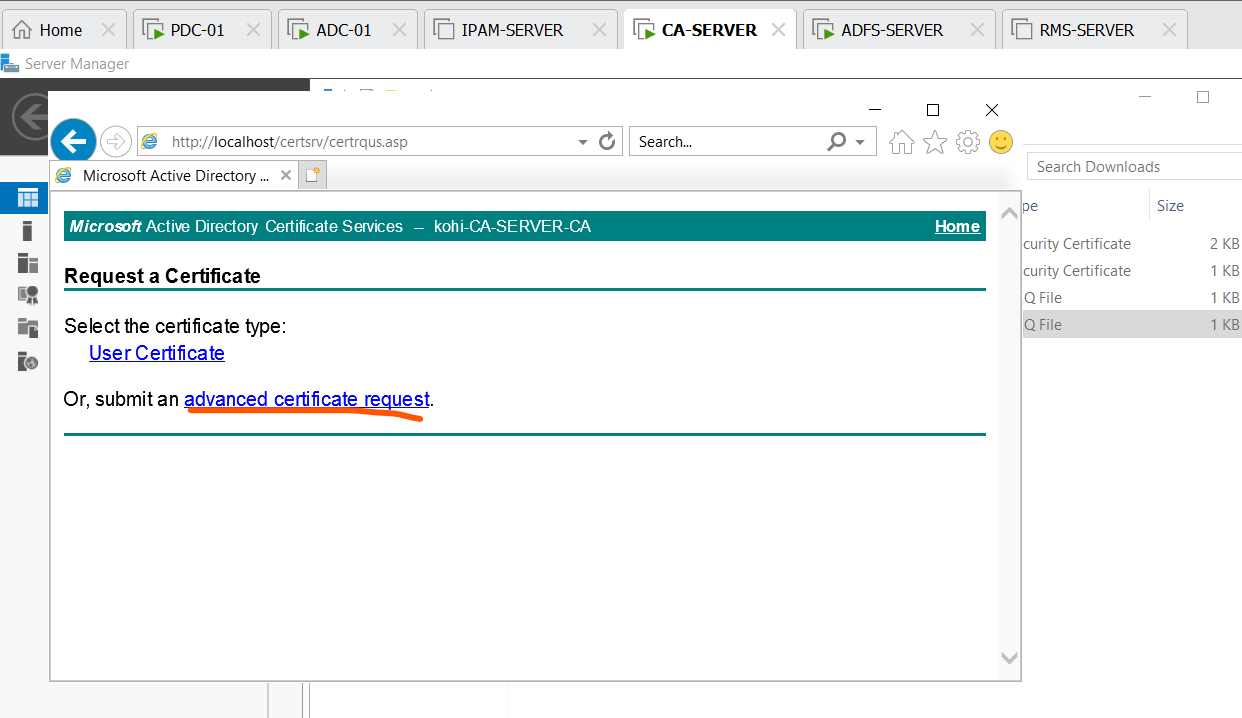 Home
PDC-01
ADC-01
IPAM-SERVER
CA-SERVER
ADFS-SERVER
RMS-SERVER
Server Manager
http://localhost/certsrv/certrqus.asp
Search...
Microsoft Active Directory ...
Search Downloads
pe
Size
Microsoft Active Directory Certificate Services -- kohi-CA-SERVER-CA
Home
curity Certificate
2 KB
curity Certificate
1 KB
Request a Certificate
Q File
1 KB
Q File
1 KB
Select the certificate type:
User Certificate
Or, submit an advanced certificate request.